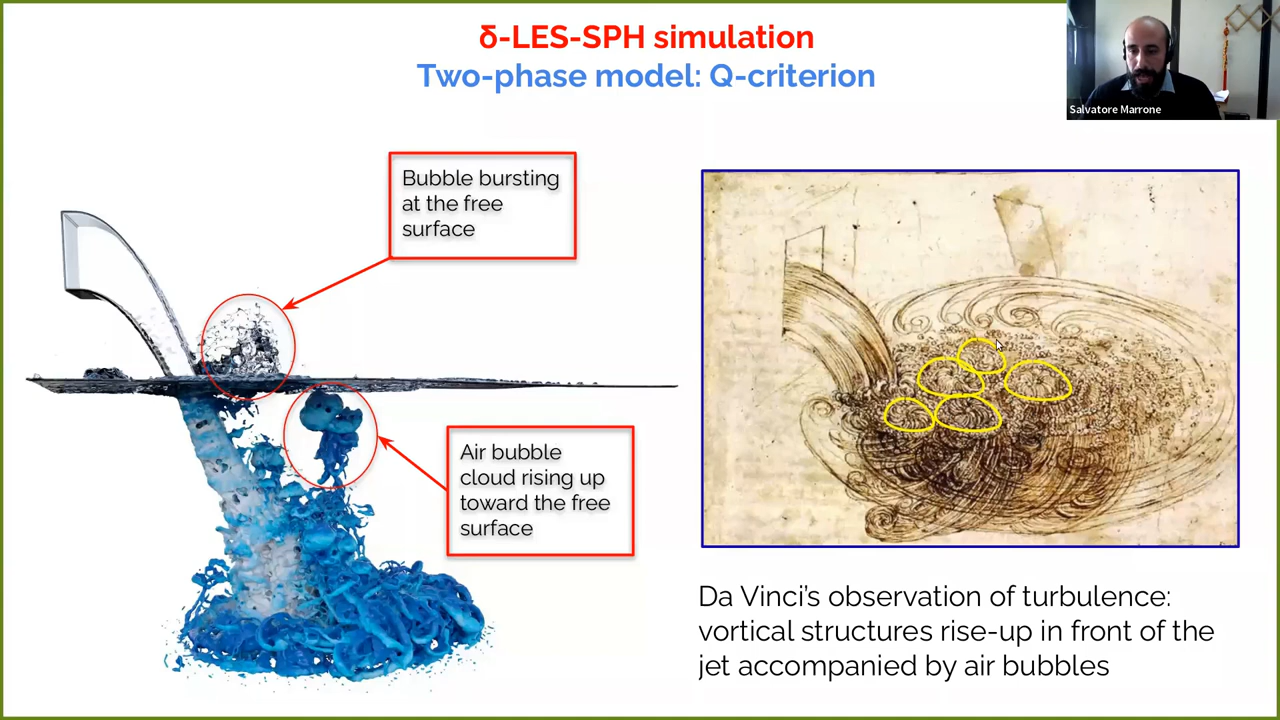 δ-LES-SPH simulation
Two-phase model: Q-criterion
Salvatore Marrone
Bubble bursting
at the free
surface
Air bubble
cloud rising up
toward the free
surface
Da Vinci's observation of turbulence:
vortical structures rise-up in front of the
jet accompanied by air bubbles